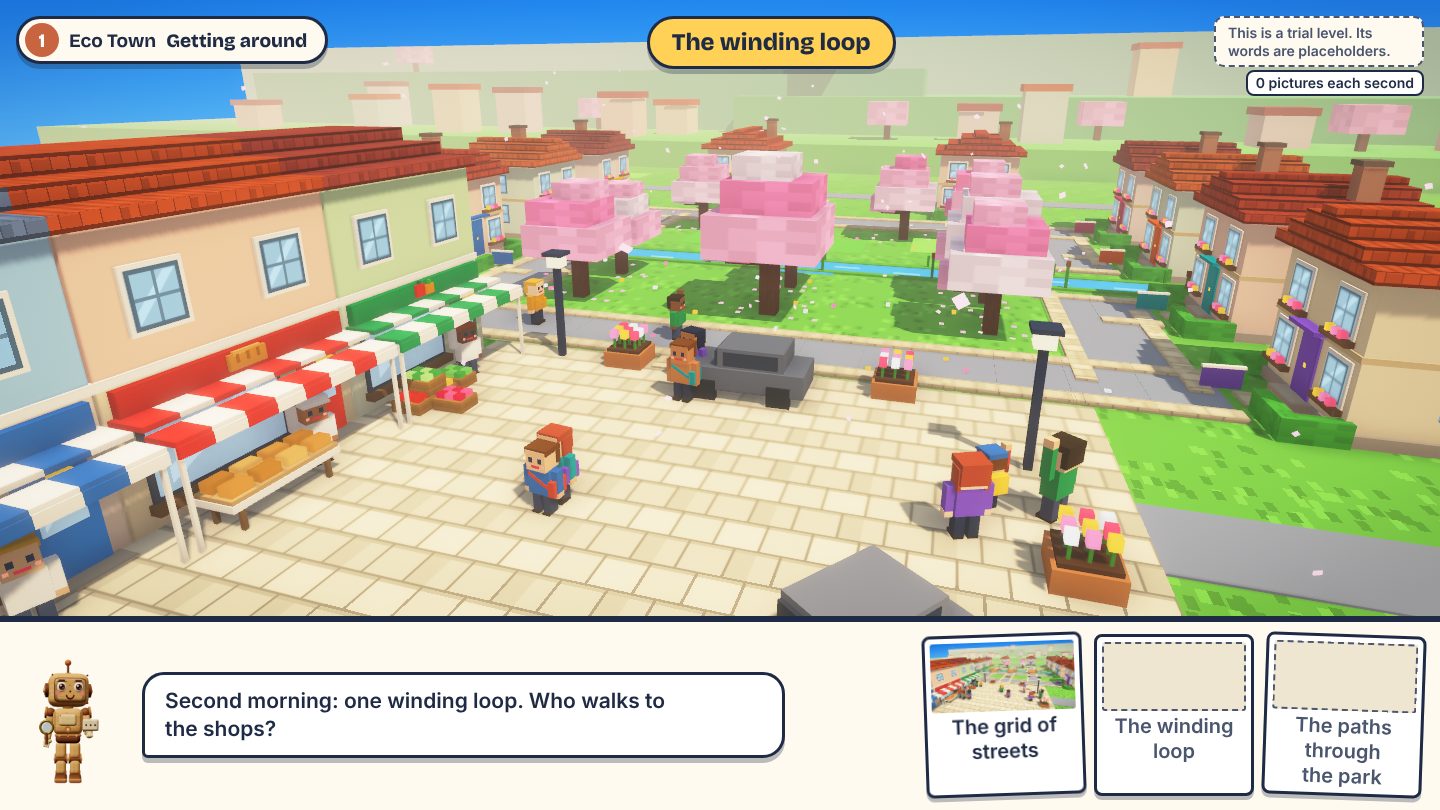 1
Eco Town Getting around
The winding loop
This is a trial level. Its
words are placeholders.
0 pictures each second
Second morning: one winding loop. Who walks to
the shops?
The grid of
streets
The winding
loop
The paths
through
the park